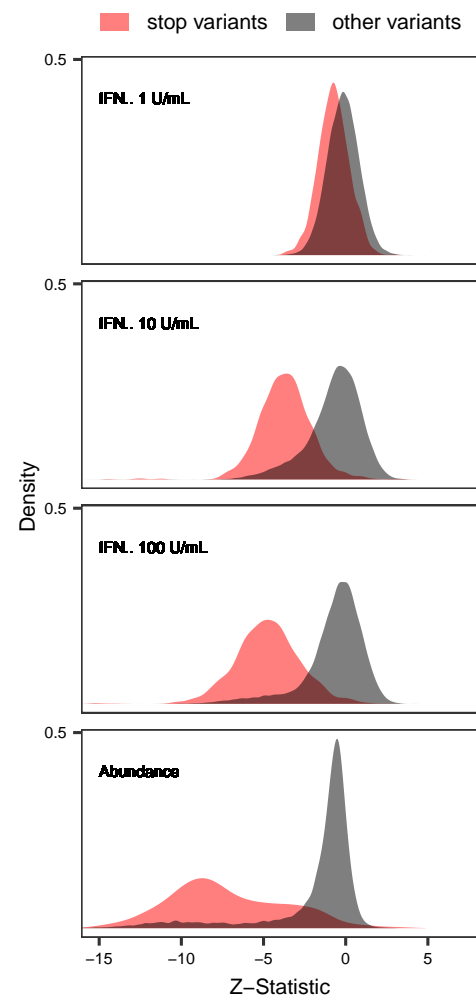 stop variants other variants
0.5
IFN.. 1 U/mL
0.5
IFN.. 10 U/mL
Density
0.5
IFN.. 100 U/mL
0.5
Abundance
−15 −10 −5 0 5
Z−Statistic